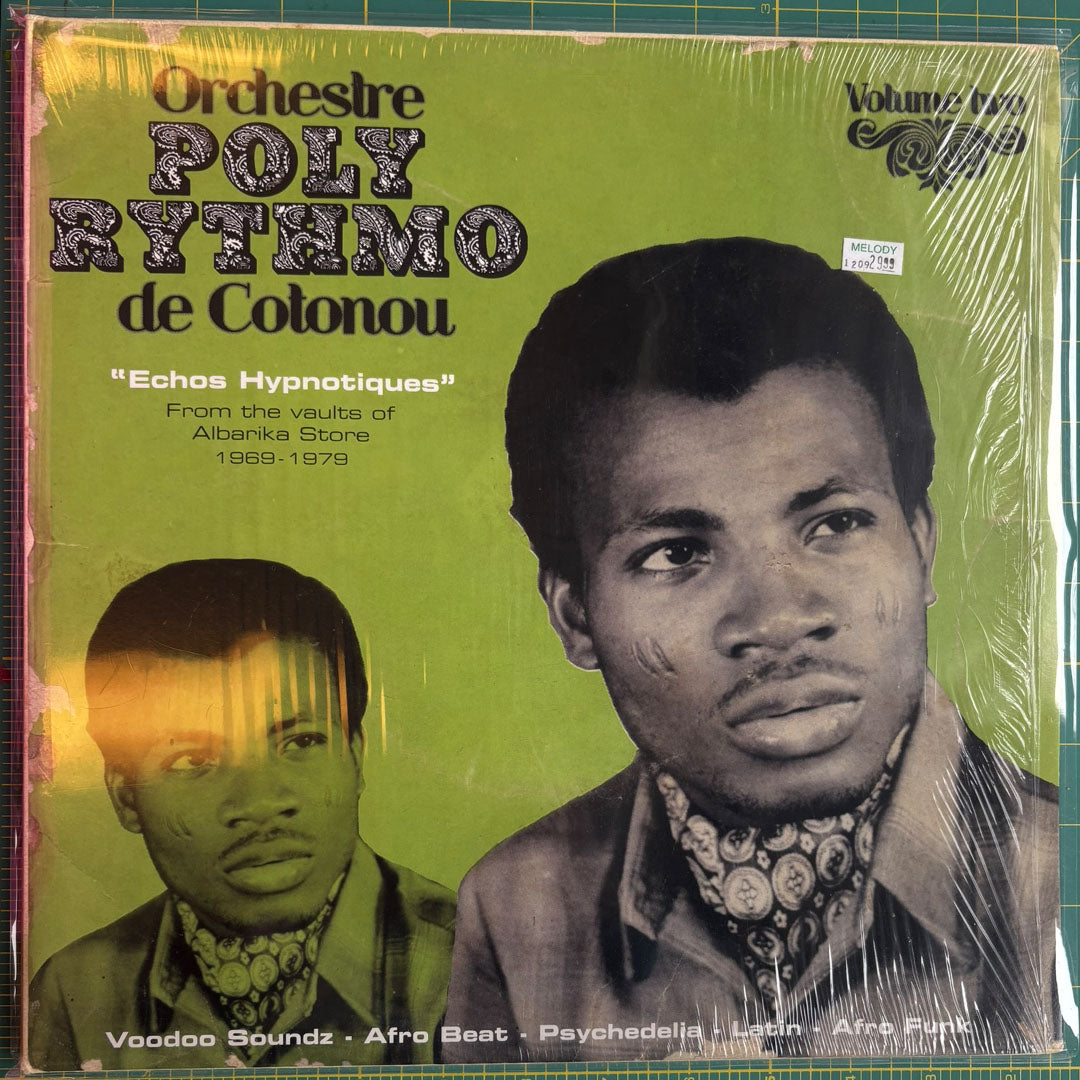 Orchestre
POLY
RYTHMO
de Cotonou
Volume two
MELODY
1209 2999
“Echos Hypnotiques”
From the vaults of
Albarika Store
1969-1979
Voodoo Soundz - Afro Beat - Psychedelia - Latin - Afro Funk